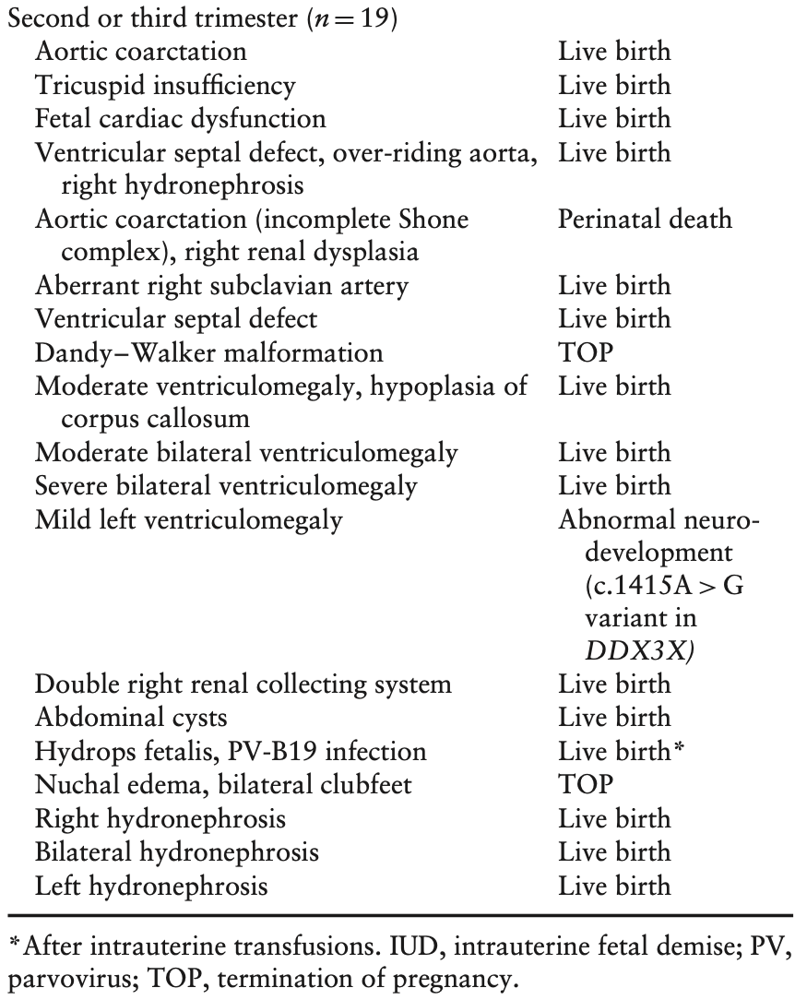 Second or third trimester (n = 19)
Aortic coarctation Live birth
Tricuspid insufficiency Live birth
Fetal cardiac dysfunction Live birth
Ventricular septal defect, over-riding aorta, Live birth
right hydronephrosis
Aortic coarctation (incomplete Shone Perinatal death
complex), right renal dysplasia
Aberrant right subclavian artery Live birth
Ventricular septal defect Live birth
Dandy–Walker malformation TOP
Moderate ventriculomegaly, hypoplasia of Live birth
corpus callosum
Moderate bilateral ventriculomegaly Live birth
Severe bilateral ventriculomegaly Live birth
Mild left ventriculomegaly Abnormal neuro-
development
(c.1415A > G
variant in
DDX3X)
Double right renal collecting system Live birth
Abdominal cysts Live birth
Hydrops fetalis, PV-B19 infection Live birth*
Nuchal edema, bilateral clubfeet TOP
Right hydronephrosis Live birth
Bilateral hydronephrosis Live birth
Left hydronephrosis Live birth
*After intrauterine transfusions. IUD, intrauterine fetal demise; PV,
parvovirus; TOP, termination of pregnancy.